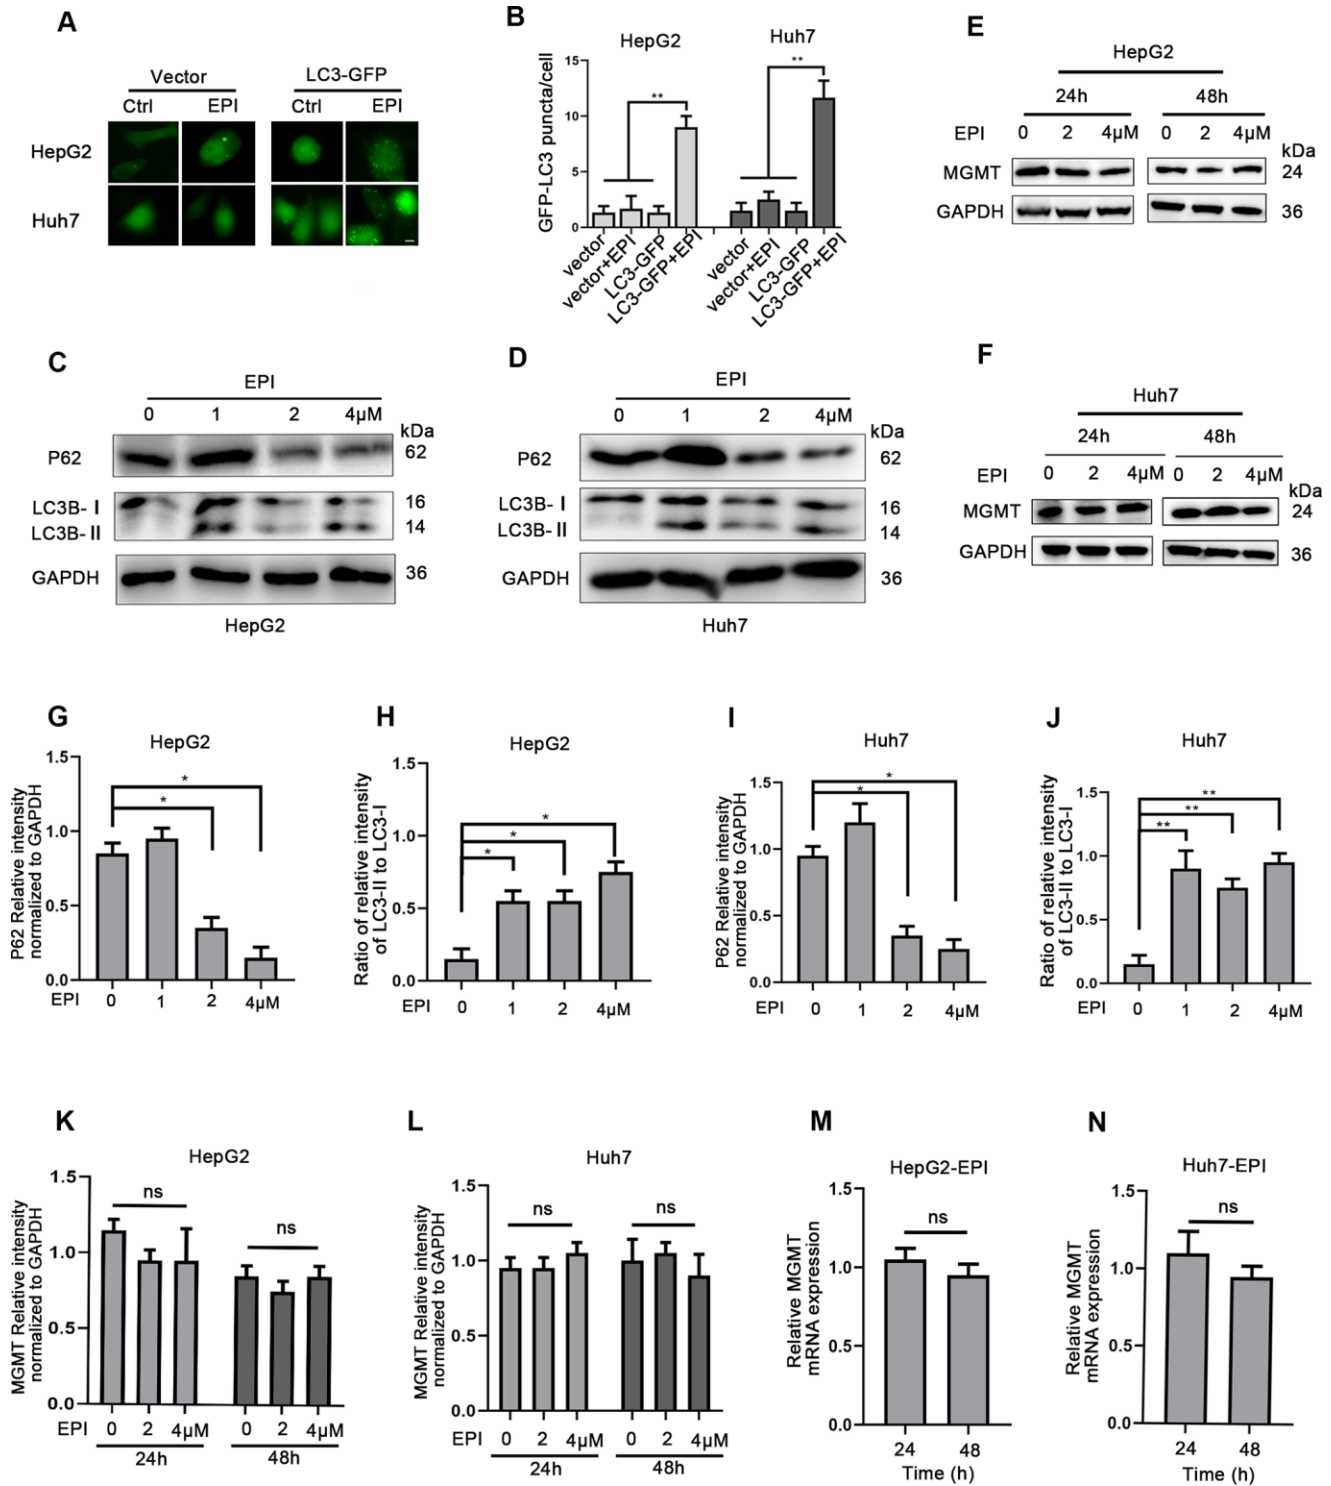 A
Vector LC3-GFP
Ctrl EPI Ctrl EPI
HepG2
Huh7
B
HepG2 Huh7
GFP-LC3 puncta/cell
15
10
5
0
** **
vector
vector+EPI
LC3-GFP
LC3-GFP+EPI
vector
vector+EPI
LC3-GFP
LC3-GFP+EPI
E
HepG2
24h 48h
EPI 0 2 4μM 0 2 4μM
kDa
MGMT 24
GAPDH 36
C
EPI
0 1 2 4μM
kDa
P62 62
LC3B- Ⅰ 16
LC3B- Ⅱ 14
GAPDH 36
HepG2
D
EPI
0 1 2 4μM
kDa
P62 62
LC3B- Ⅰ 16
LC3B- Ⅱ 14
GAPDH 36
Huh7
F
Huh7
24h 48h
EPI 0 2 4μM 0 2 4μM
kDa
MGMT 24
GAPDH 36
G
HepG2
P62 Relative intensity
normalized to GAPDH
1.5
1.0
0.5
0.0
*
*
EPI 0 1 2 4μM
H
HepG2
Ratio of relative intensity
of LC3-II to LC3-I
1.5
1.0
0.5
0.0
*
*
*
EPI 0 1 2 4μM
I
Huh7
P62 Relative intensity
normalized to GAPDH
1.5
1.0
0.5
0.0
*
*
EPI 0 1 2 4μM
J
Huh7
Ratio of relative intensity
of LC3-II to LC3-I
1.5
1.0
0.5
0.0
**
**
**
EPI 0 1 2 4μM
K
HepG2
MGMT Relative intensity
normalized to GAPDH
1.5
1.0
0.5
0.0
ns ns
EPI 0 2 4μM 0 2 4μM
24h 48h
L
Huh7
MGMT Relative intensity
normalized to GAPDH
1.5
1.0
0.5
0.0
ns ns
EPI 0 2 4μM 0 2 4μM
24h 48h
M
HepG2-EPI
Relative MGMT
mRNA expression
1.5
1.0
0.5
0.0
ns
24 48
Time (h)
N
Huh7-EPI
Relative MGMT
mRNA expression
1.5
1.0
0.5
0.0
ns
24 48
Time (h)